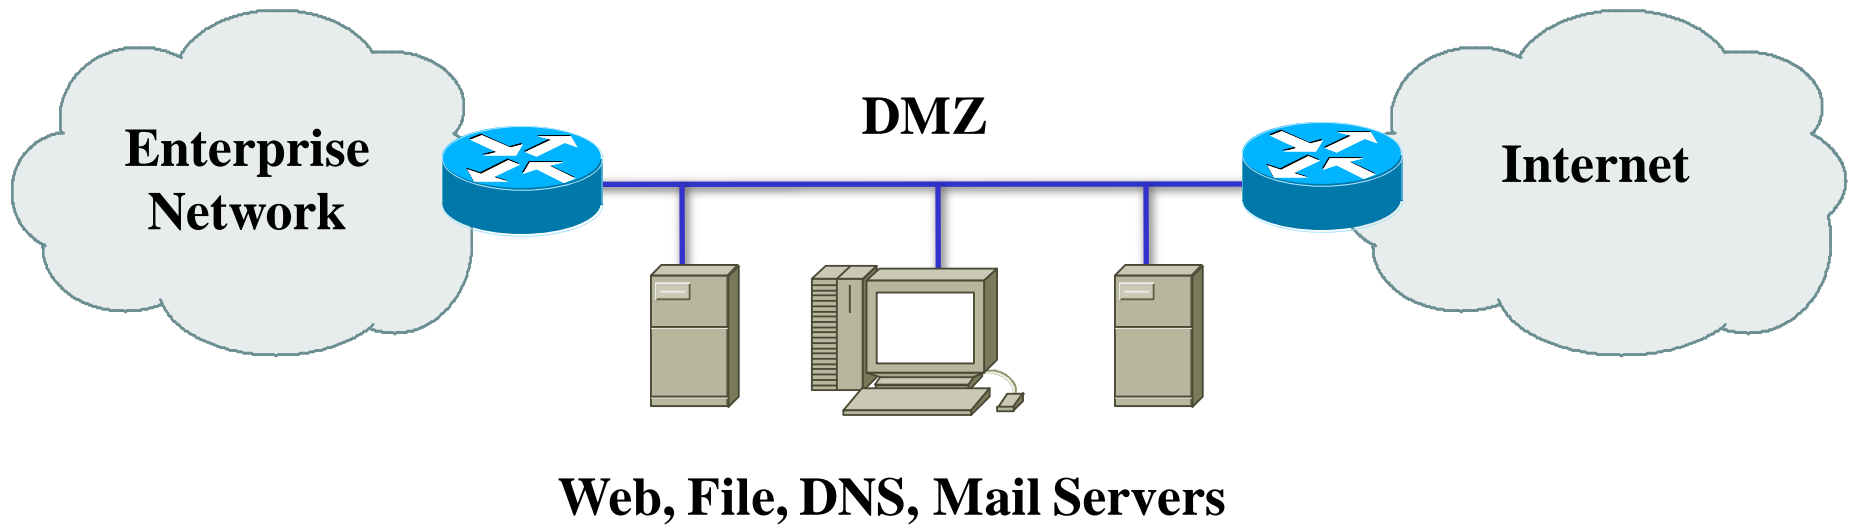 DMZ
Enterprise
Network
Internet
Web, File, DNS, Mail Servers